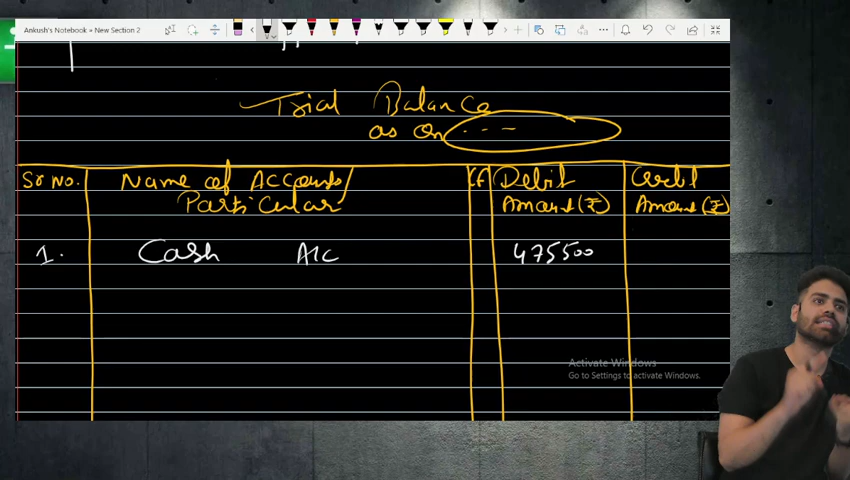 Ankush's Notebook » New Section 2
Trial Balance
as on ---
Sr No.
Name of Accounts/
Particular
LF
Debit
Amount (₹)
Credit
Amount (₹)
1.
Cash A/C
475500
Activate Windows
Go to Settings to activate Windows.